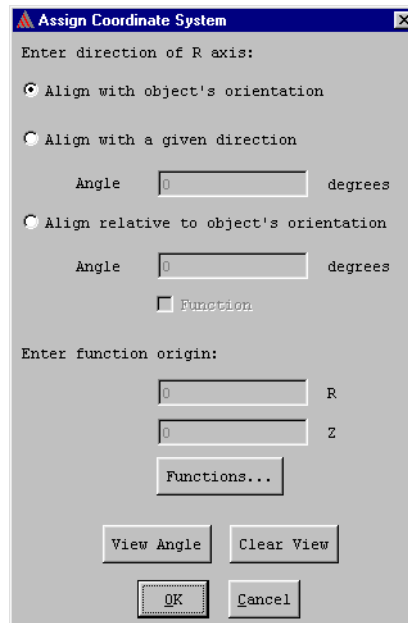 Assign Coordinate System
Enter direction of R axis:
Align with object's orientation
Align with a given direction
Angle 0 degrees
Align relative to object's orientation
Angle 0 degrees
Function
Enter function origin:
0 R
0 Z
Functions...
View Angle Clear View
OK Cancel